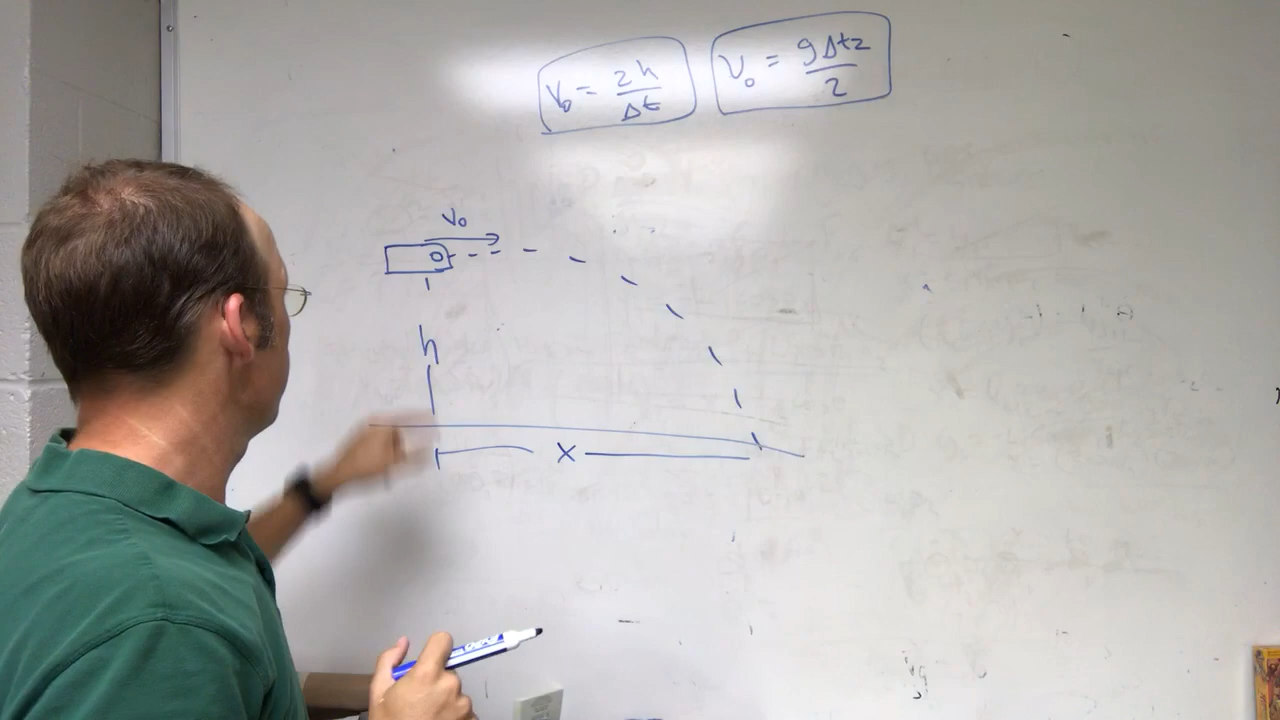 V₀ = 2h/Δt
V₀ = gΔt2/2
V₀
h
x